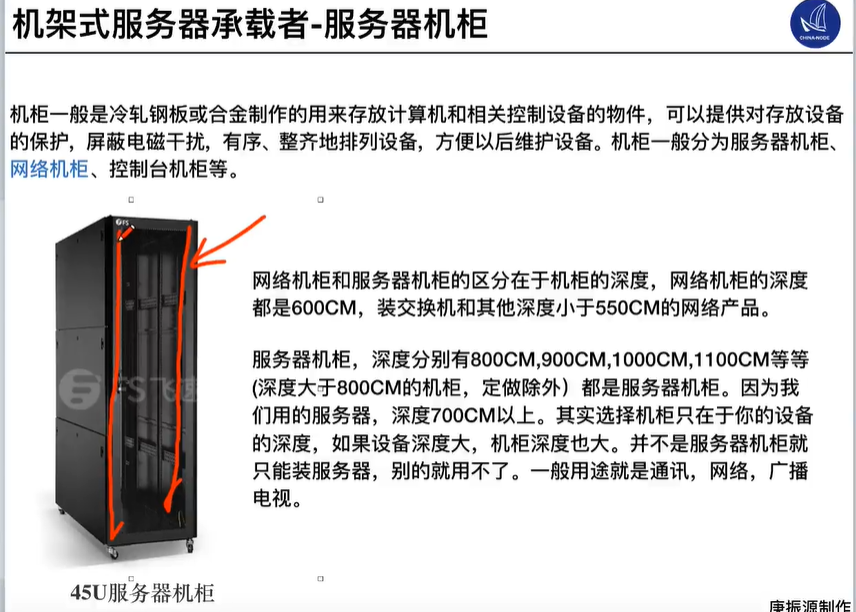 机架式服务器承载者-服务器机柜
CHINA-NODE
机柜一般是冷轧钢板或合金制作的用来存放计算机和相关控制设备的物件，可以提供对存放设备
的保护，屏蔽电磁干扰，有序、整齐地排列设备，方便以后维护设备。机柜一般分为服务器机柜、
网络机柜、控制台机柜等。
FS
网络机柜和服务器机柜的区分在于机柜的深度，网络机柜的深度
都是600CM，装交换机和其他深度小于550CM的网络产品。
服务器机柜，深度分别有800CM,900CM,1000CM,1100CM等等
(深度大于800CM的机柜，定做除外）都是服务器机柜。因为我
们用的服务器，深度700CM以上。其实选择机柜只在于你的设备
的深度，如果设备深度大，机柜深度也大。并不是服务器机柜就
只能装服务器，别的就用不了。一般用途就是通讯，网络，广播
电视。
FS飞速
45U服务器机柜
唐振源制作